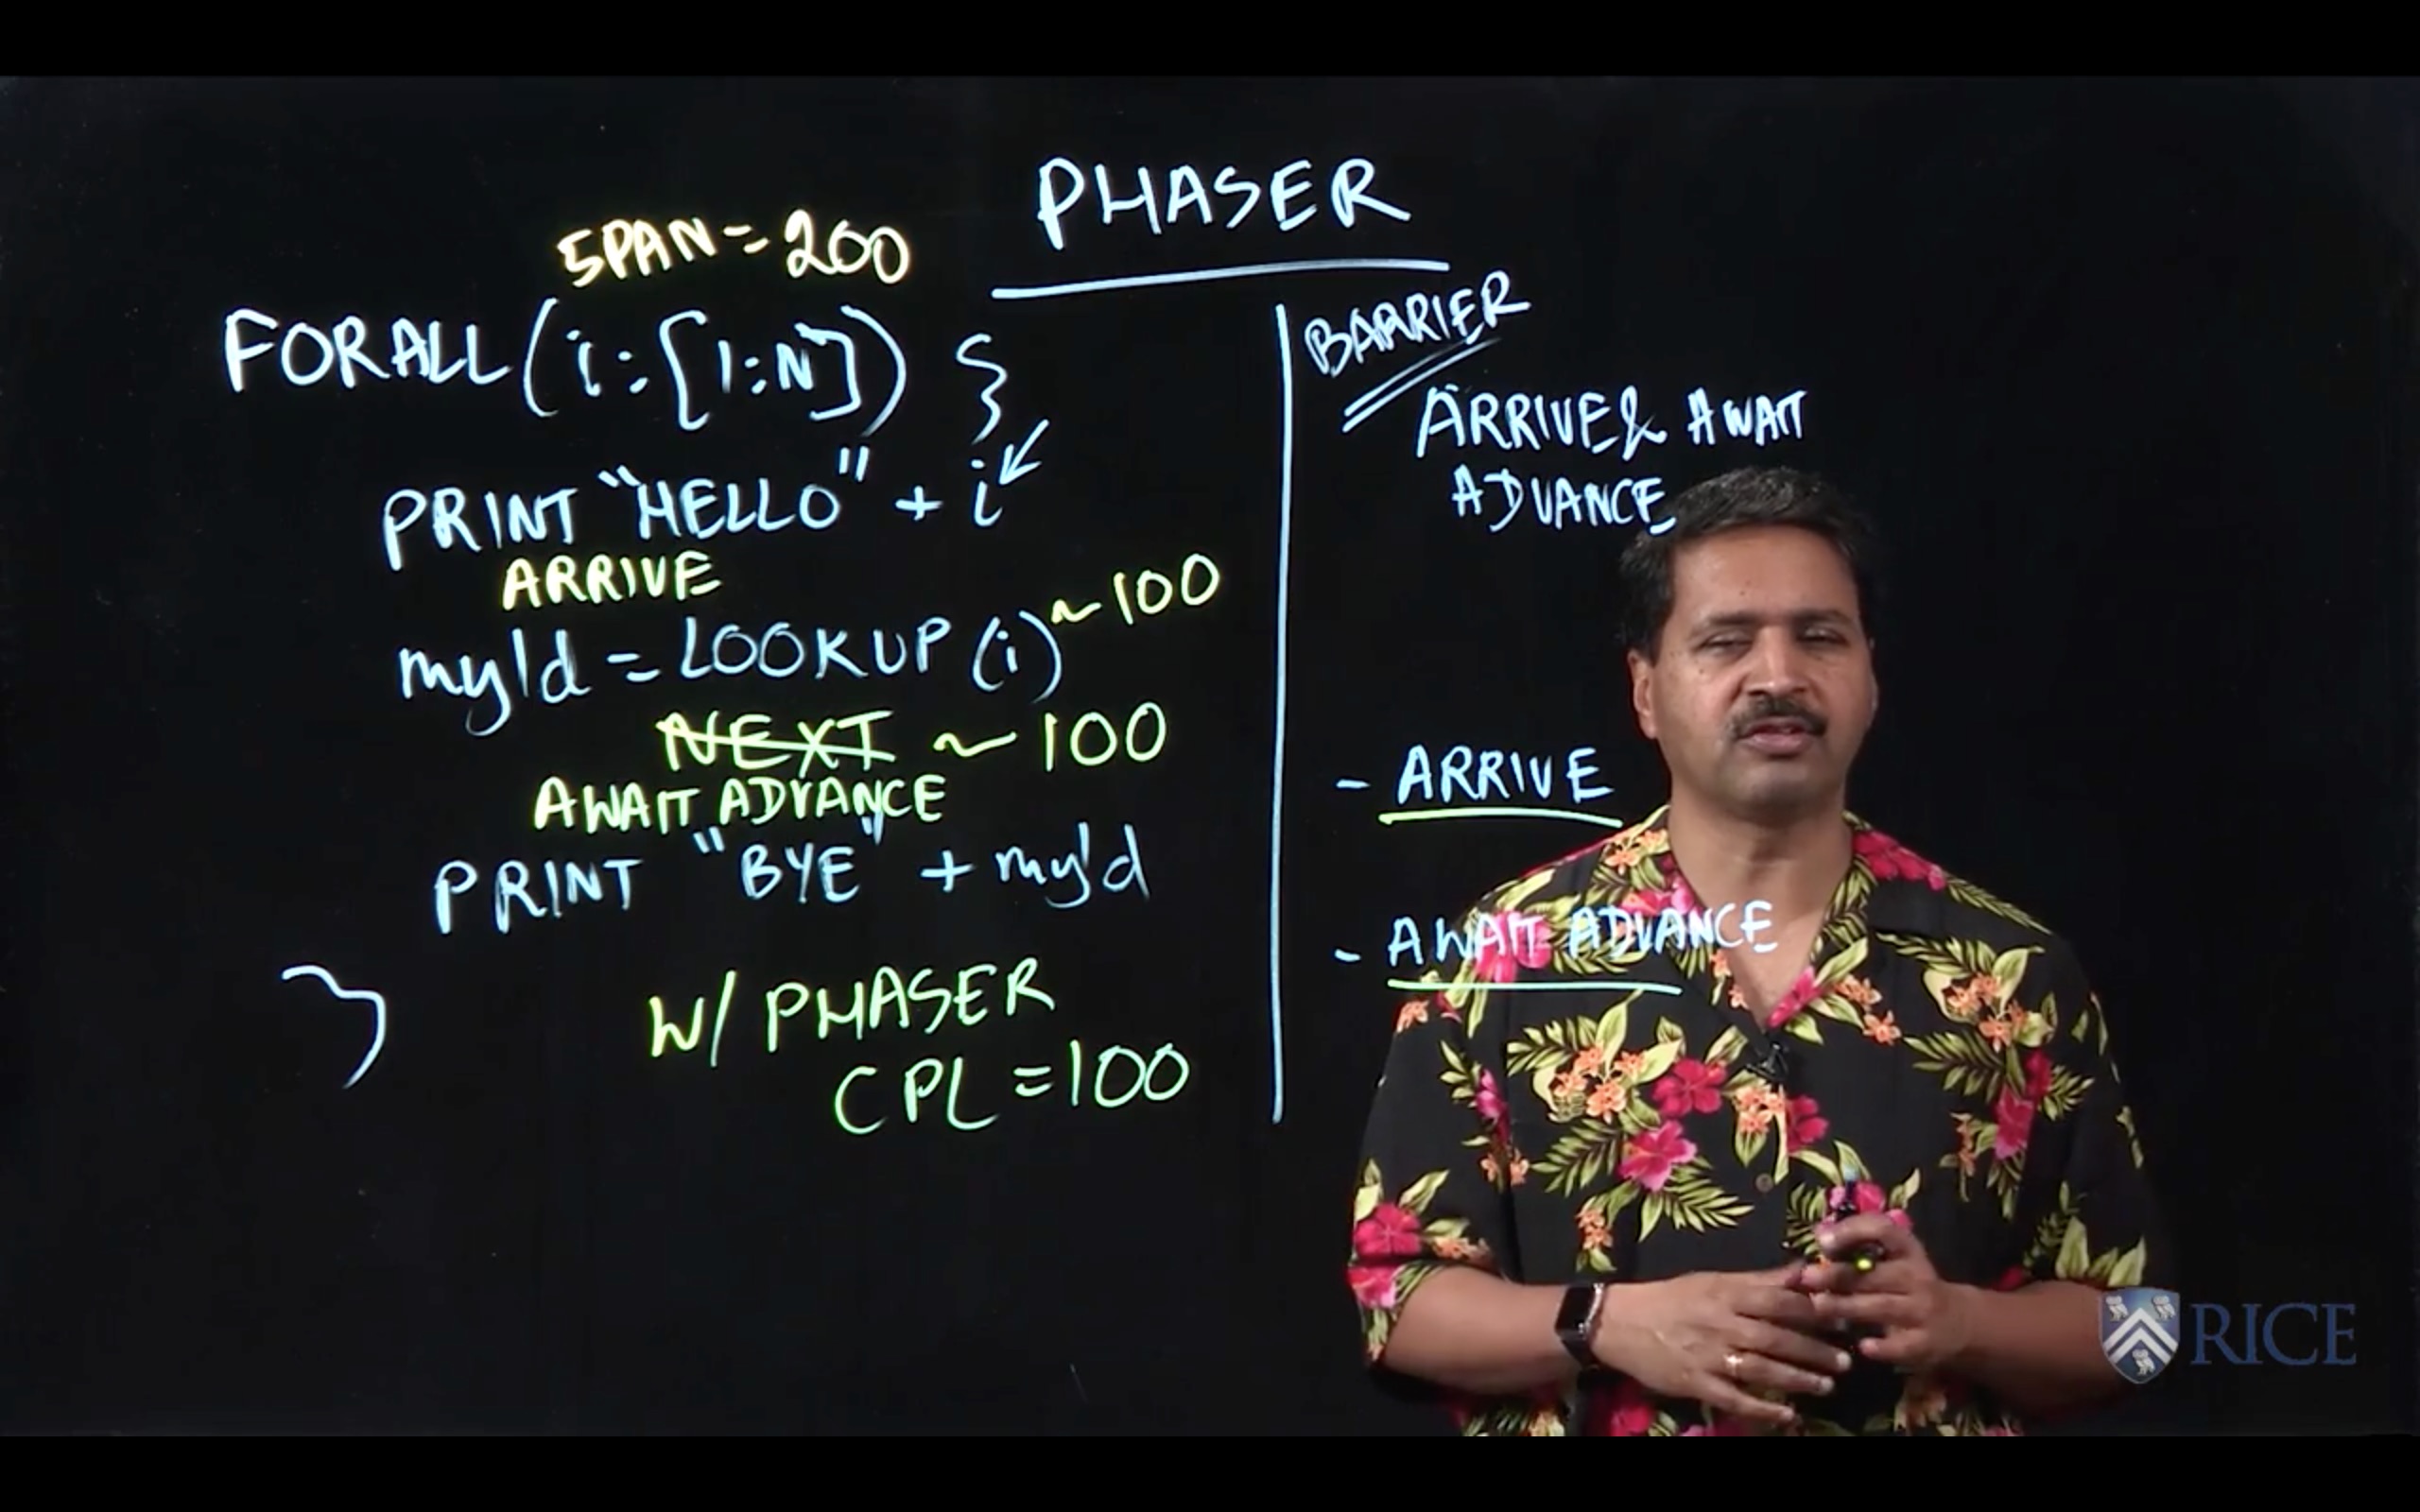 PHASER
SPAN = 200
FORALL (i:[1:N]) {
PRINT "HELLO" + i
ARRIVE
myId = LOOKUP (i) ~ 100
NEXT ~ 100
AWAIT ADVANCE
PRINT "BYE" + myId
}
W/ PHASER
CPL = 100
BARRIER
ARRIVE & AWAIT
ADVANCE
- ARRIVE
- AWAIT ADVANCE
RICE